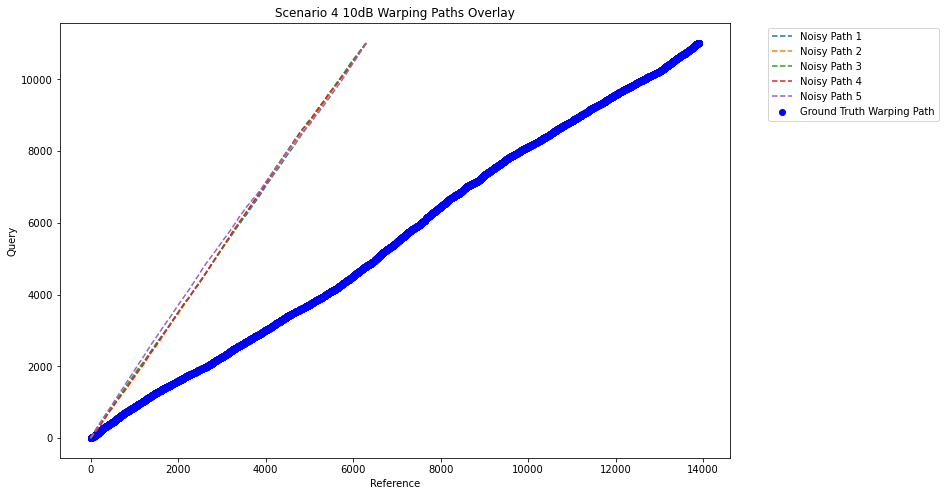 Scenario 4 10dB Warping Paths Overlay
Noisy Path 1
Noisy Path 2
Noisy Path 3
Noisy Path 4
Noisy Path 5
Ground Truth Warping Path
10000
8000
6000
4000
2000
0
Query
0 2000 4000 6000 8000 10000 12000 14000
Reference